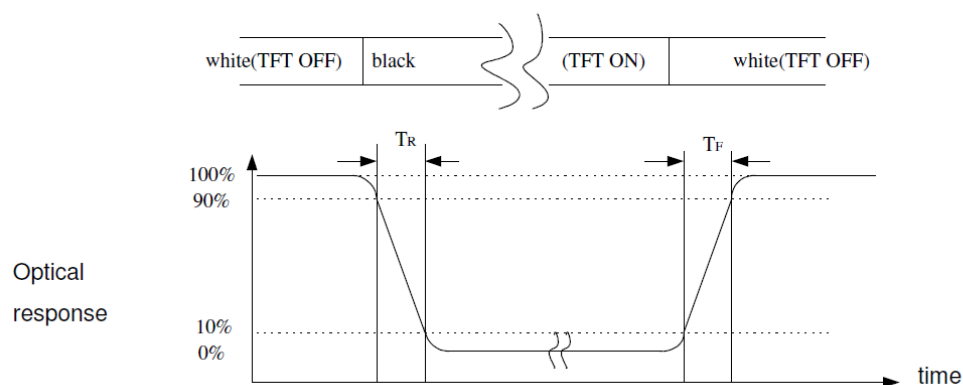 white(TFT OFF) black (TFT ON) white(TFT OFF)
TR TF
100%
90%
Optical
response
10%
0%
time